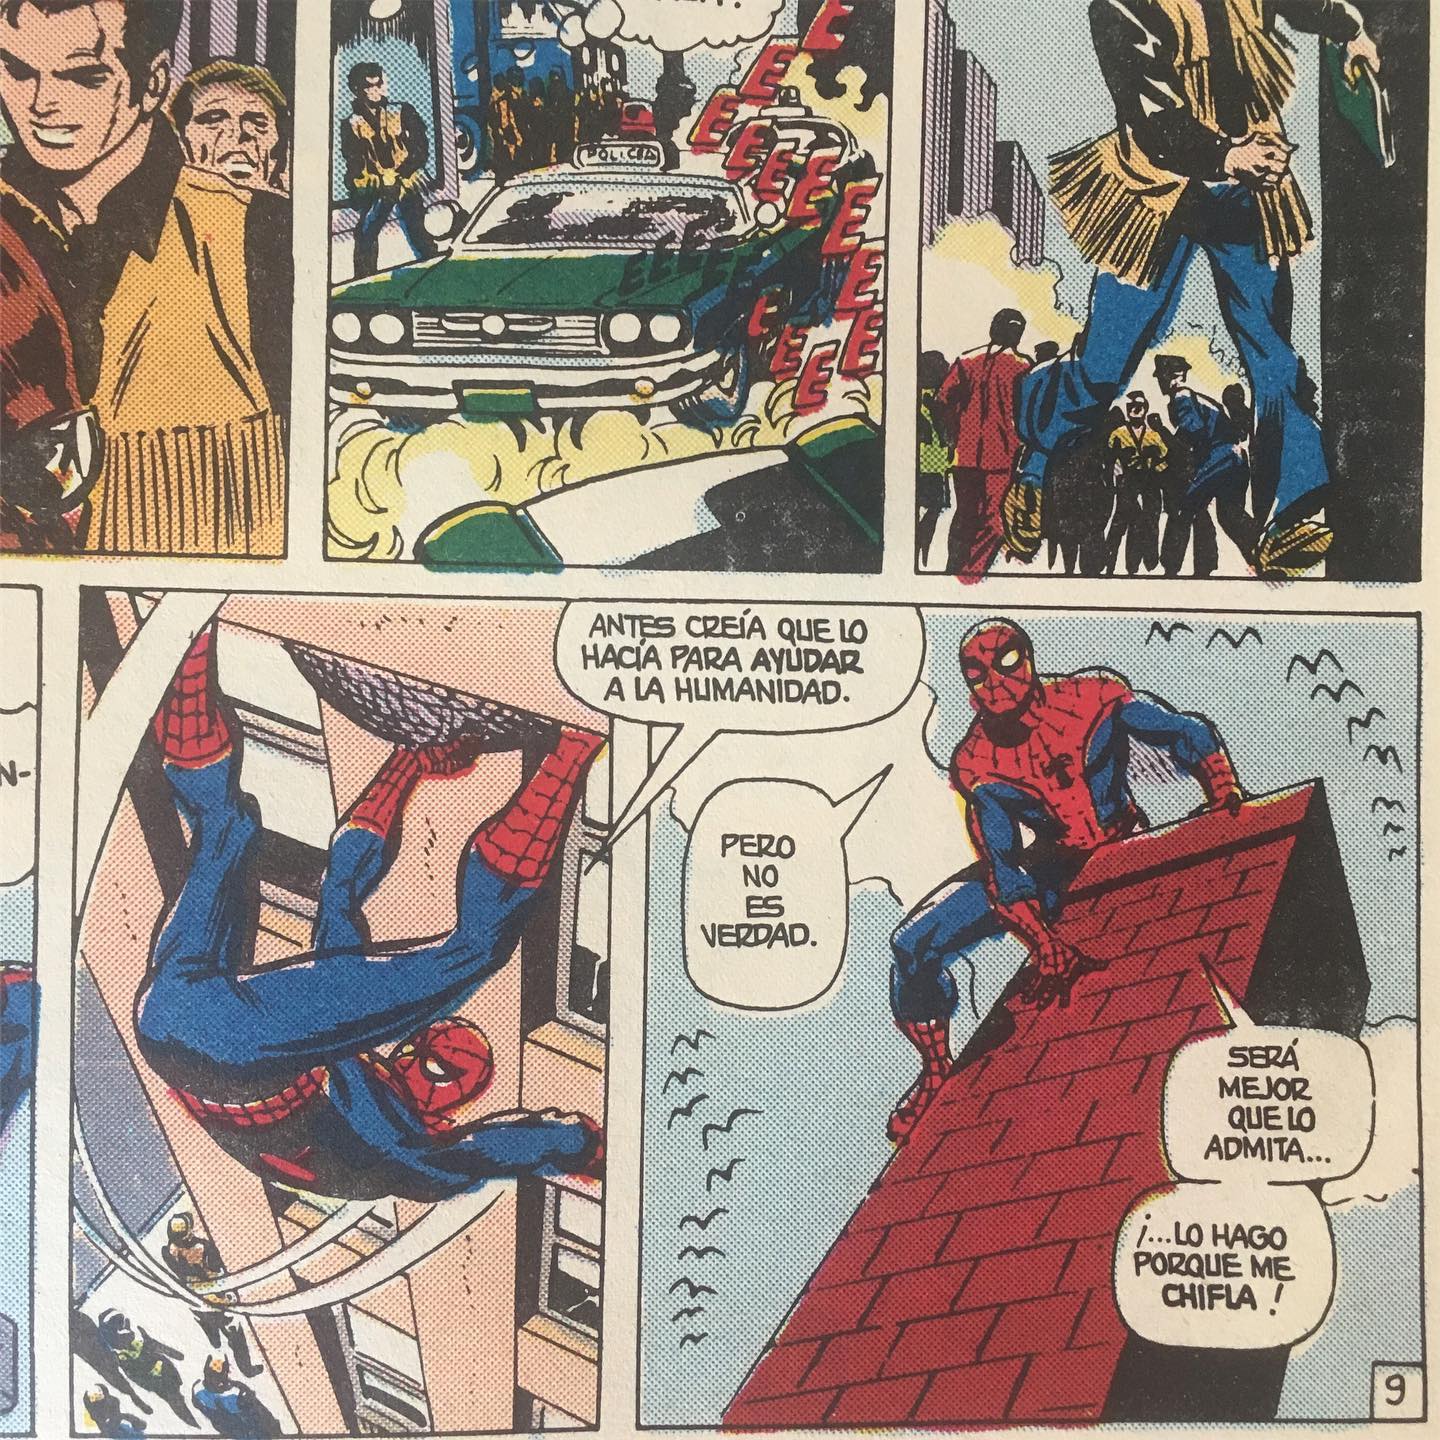 POLICIA
EEEEEEEEEEEEEEE
N-
ANTES CREÍA QUE LO
HACÍA PARA AYUDAR
A LA HUMANIDAD.
PERO
NO
ES
VERDAD.
SERÁ
MEJOR
QUE LO
ADMITA...
¡...LO HAGO
PORQUE ME
CHIFLA!
9